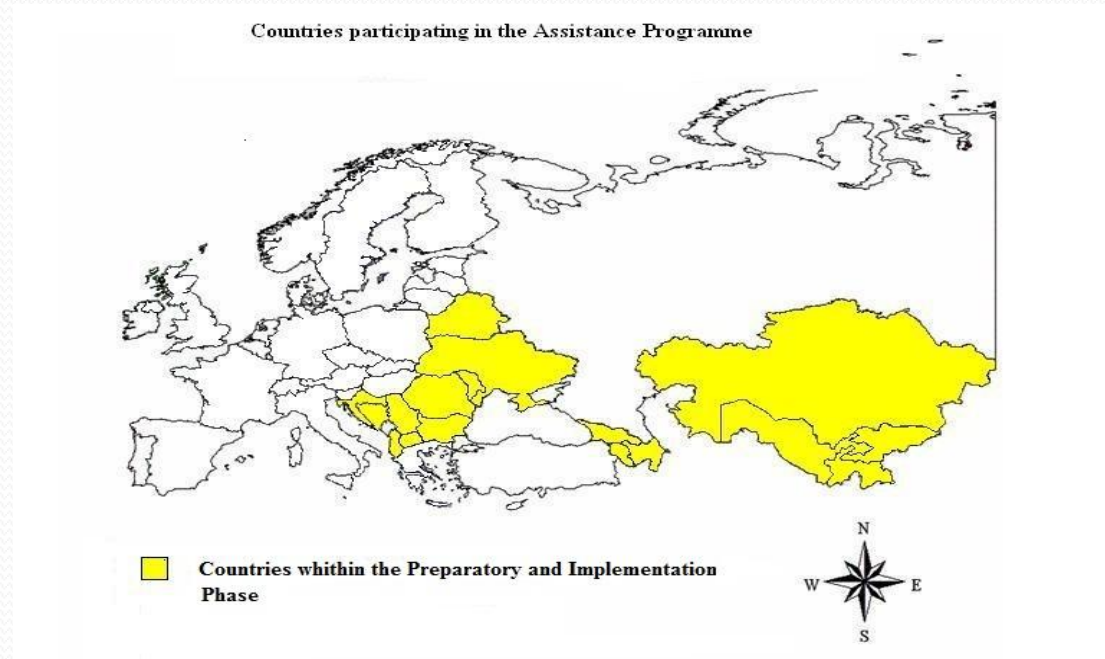 Countries participating in the Assistance Programme
N
W
E
S
Countries whithin the Preparatory and Implementation
Phase